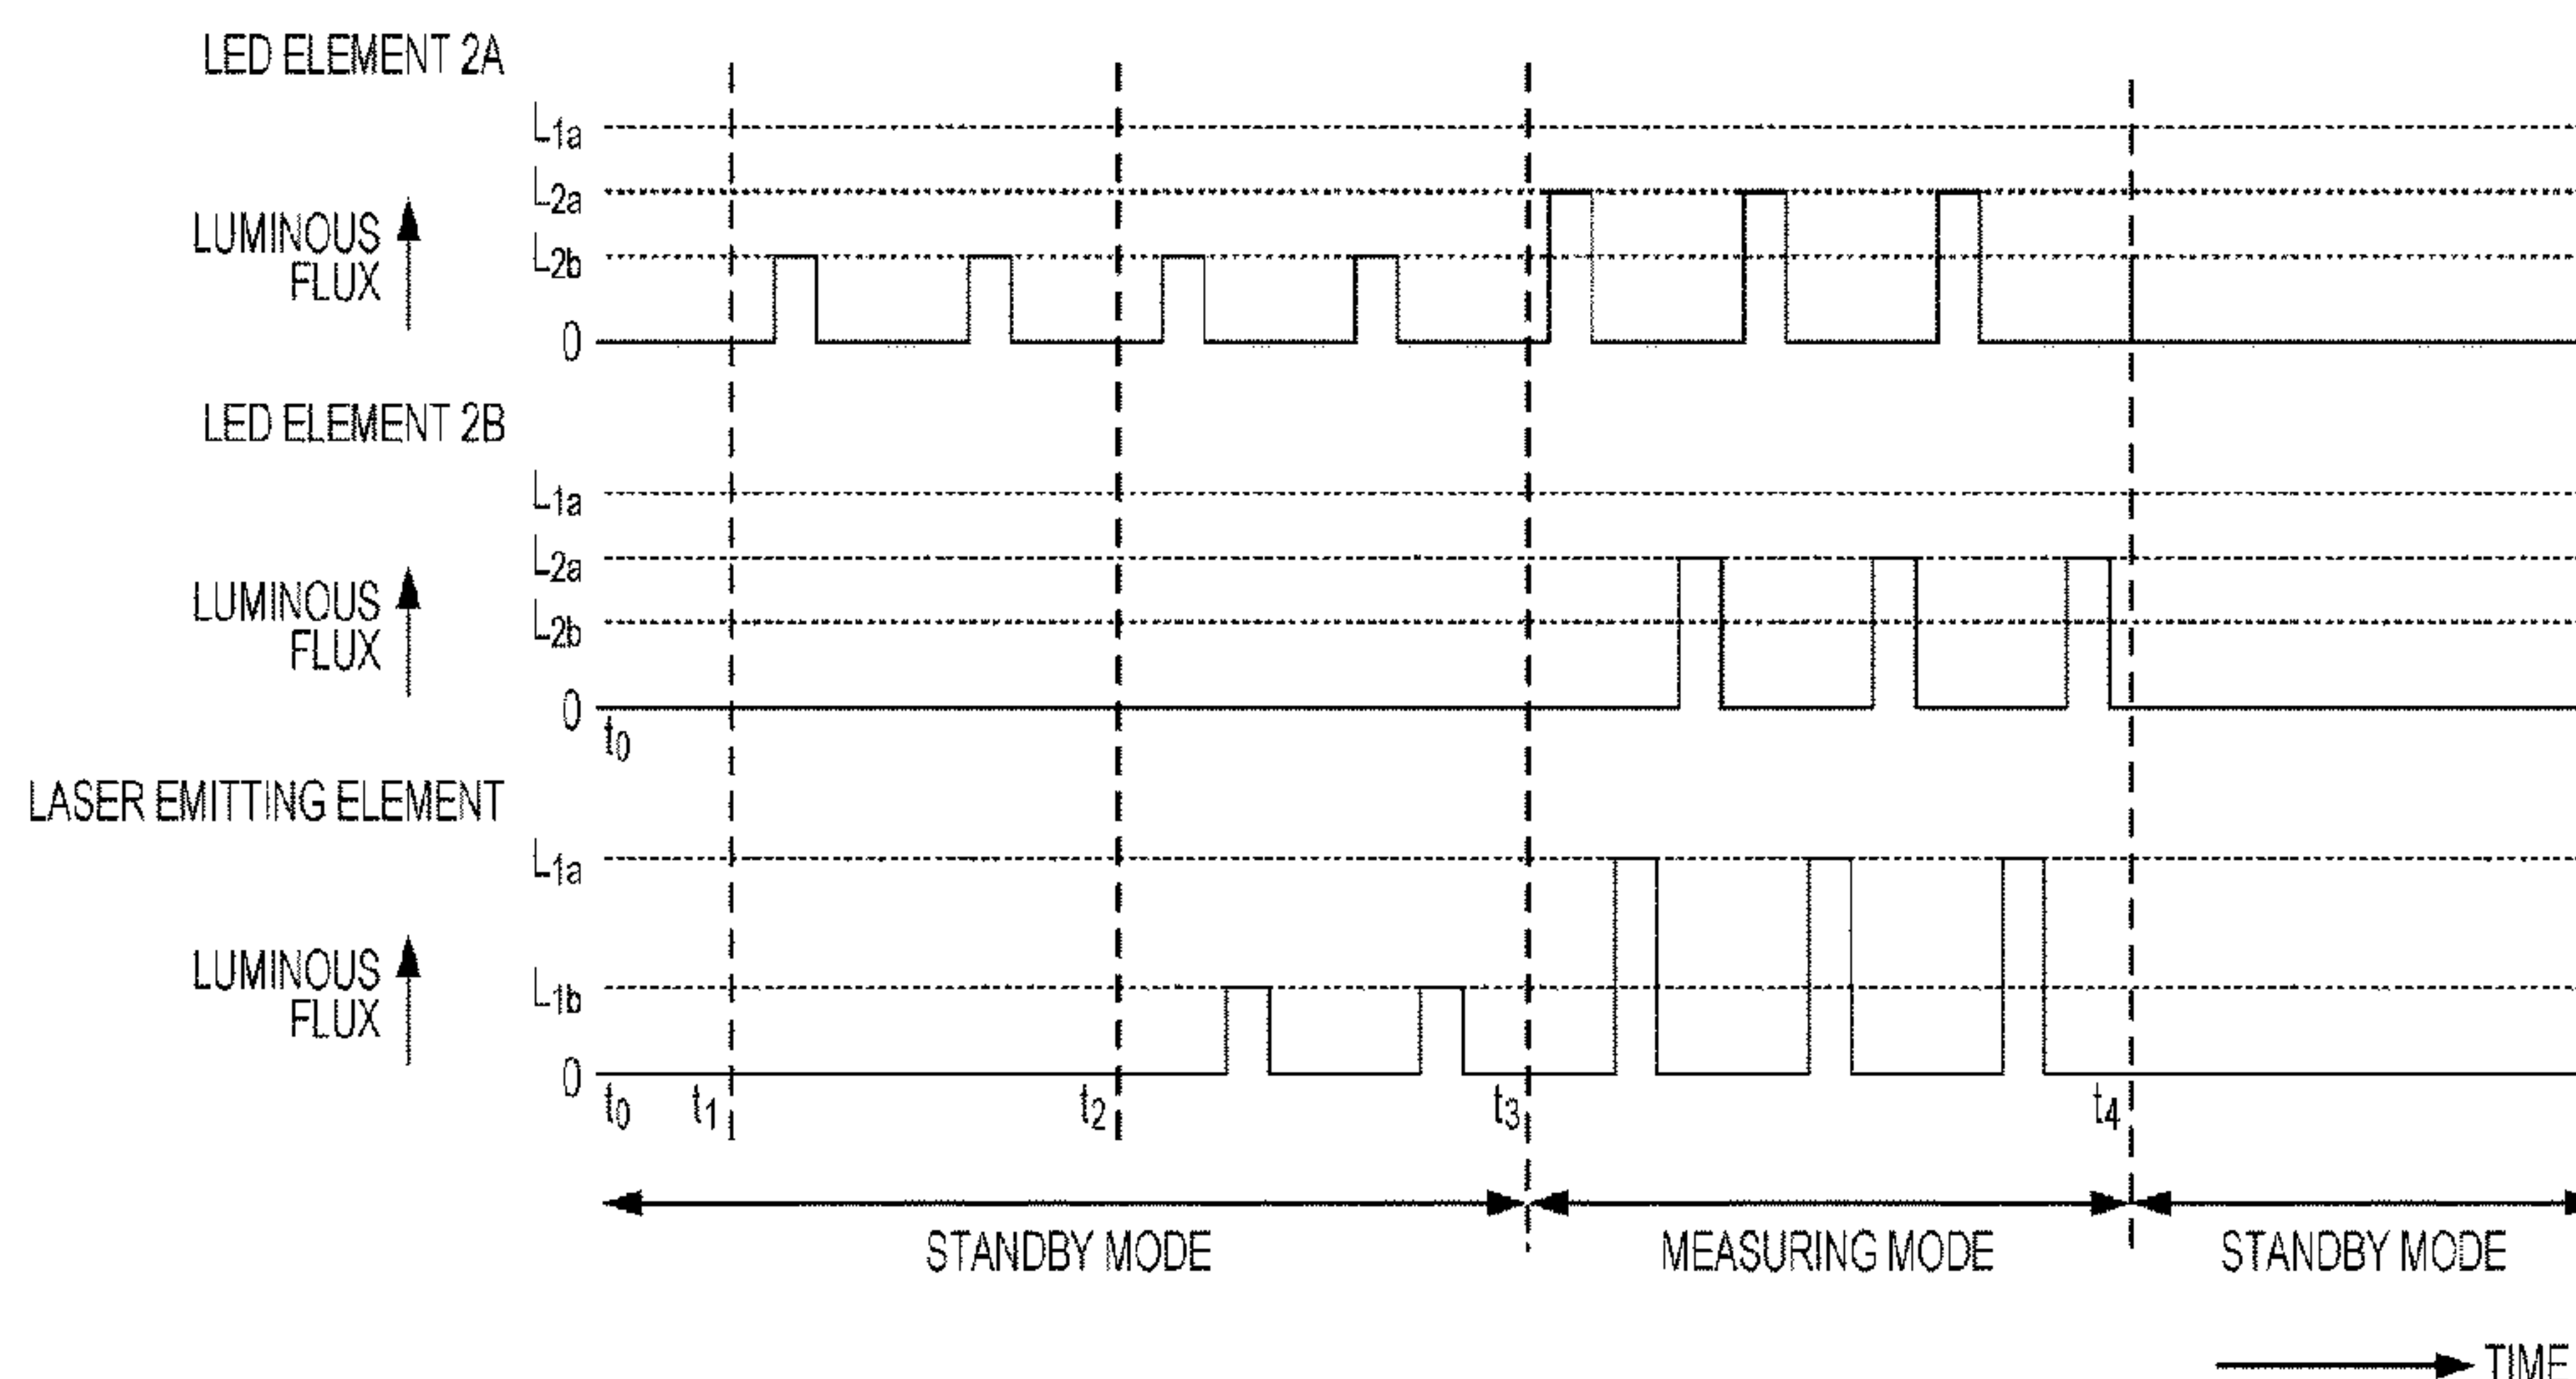 LED ELEMENT 2A
L1a
L2a
LUMINOUS
FLUX
L2b
0
LED ELEMENT 2B
L1a
L2a
LUMINOUS
FLUX
L2b
0
t0
LASER EMITTING ELEMENT
L1a
LUMINOUS
FLUX
L1b
0
t0 t1 t2 t3 t4
STANDBY MODE MEASURING MODE STANDBY MODE
TIME